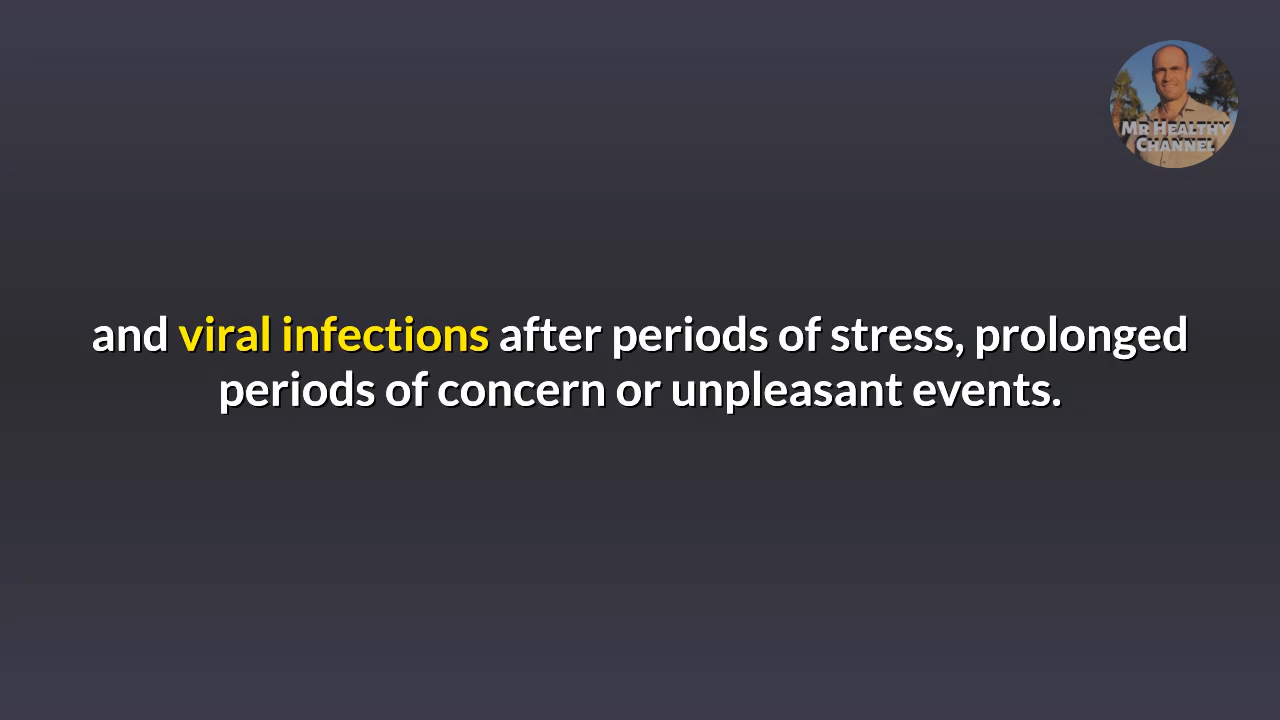 MR HEALTHY
CHANNEL
and viral infections after periods of stress, prolonged
periods of concern or unpleasant events.